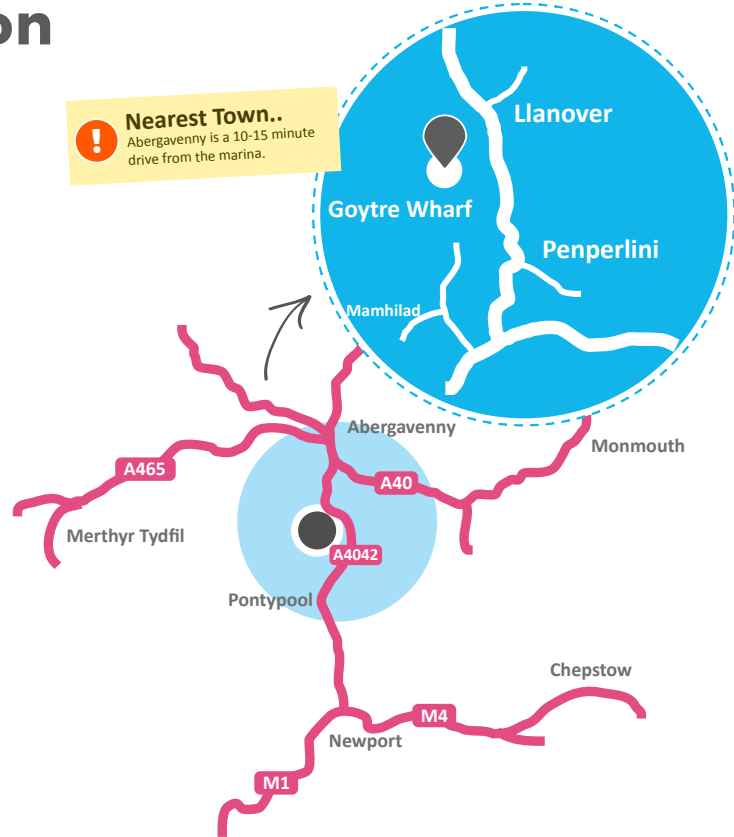 on
Nearest Town..
!
Abergavenny is a 10-15 minute
drive from the marina.
Llanover
Goytre Wharf
Penperlini
Mamhilad
Abergavenny
Monmouth
A465
A40
Merthyr Tydfil
A4042
Pontypool
Chepstow
M4
Newport
M1